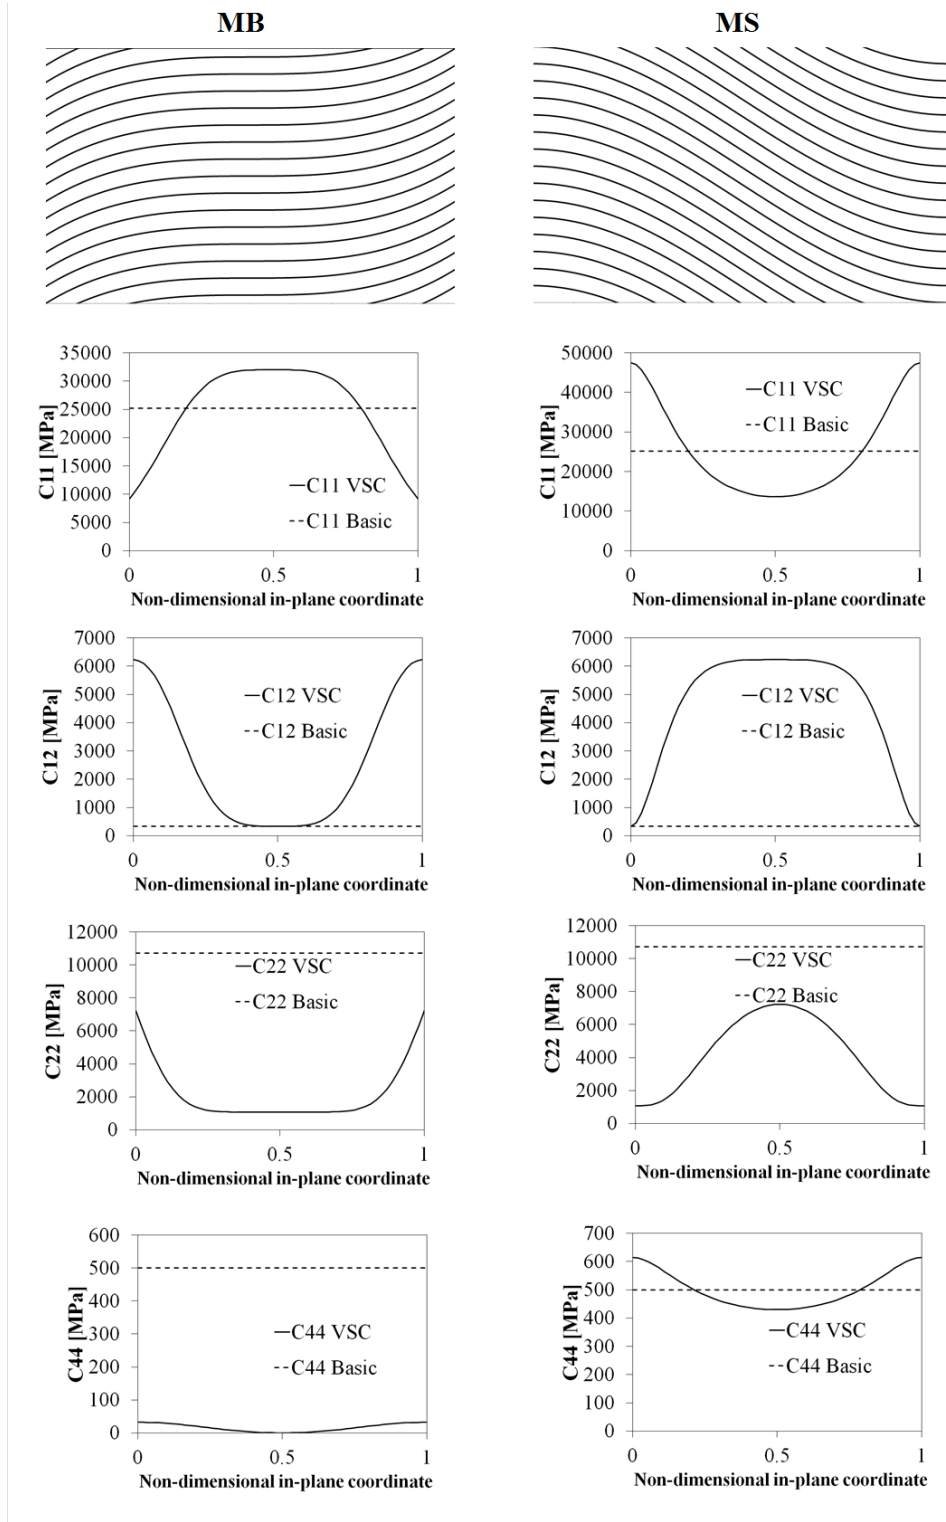 MB
MS
C11 [MPa]
35000
30000
25000
20000
15000
10000
5000
0
C11 VSC
C11 Basic
0
0.5
1
Non-dimensional in-plane coordinate
C11 [MPa]
50000
40000
30000
20000
10000
0
C11 VSC
C11 Basic
0
0.5
1
Non-dimensional in-plane coordinate
C12 [MPa]
7000
6000
5000
4000
3000
2000
1000
0
C12 VSC
C12 Basic
0
0.5
1
Non-dimensional in-plane coordinate
C12 [MPa]
7000
6000
5000
4000
3000
2000
1000
0
C12 VSC
C12 Basic
0
0.5
1
Non-dimensional in-plane coordinate
C22 [MPa]
12000
10000
8000
6000
4000
2000
0
C22 VSC
C22 Basic
0
0.5
1
Non-dimensional in-plane coordinate
C22 [MPa]
12000
10000
8000
6000
4000
2000
0
C22 VSC
C22 Basic
0
0.5
1
Non-dimensional in-plane coordinate
C44 [MPa]
600
500
400
300
200
100
0
C44 VSC
C44 Basic
0
0.5
1
Non-dimensional in-plane coordinate
C44 [MPa]
700
600
500
400
300
200
100
0
C44 VSC
C44 Basic
0
0.5
1
Non-dimensional in-plane coordinate